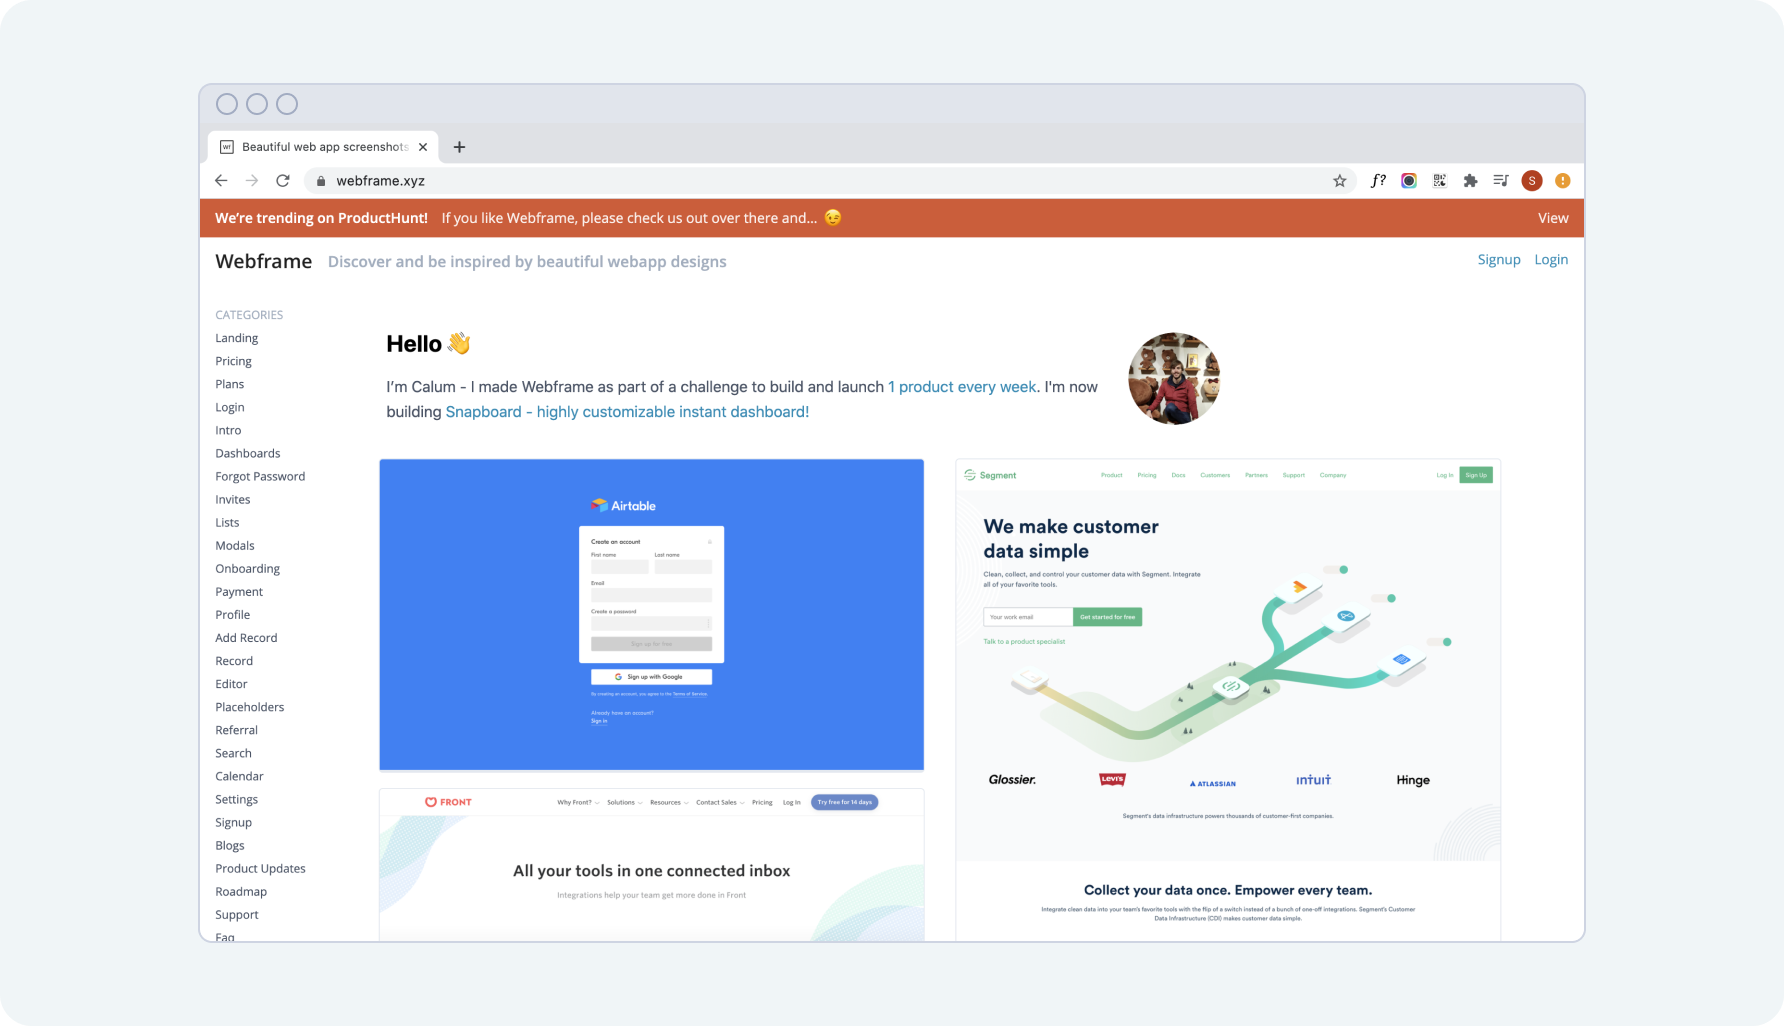 Beautiful web app screenshots
webframe.xyz
f?
S
We're trending on ProductHunt! If you like Webframe, please check us out over there and... 😉
View
Webframe
Discover and be inspired by beautiful webapp designs
Signup
Login
CATEGORIES
Landing
Pricing
Plans
Login
Intro
Dashboards
Forgot Password
Invites
Lists
Modals
Onboarding
Payment
Profile
Add Record
Record
Editor
Placeholders
Referral
Search
Calendar
Settings
Signup
Blogs
Product Updates
Roadmap
Support
Faq
Hello 👋
I'm Calum - I made Webframe as part of a challenge to build and launch 1 product every week. I'm now
building Snapboard - highly customizable instant dashboard!
Airtable
Create an account
First name
Last name
Email
Create a password
Sign up for free
Sign up with Google
By creating an account, you agree to the Terms of Service.
Already have an account?
Sign in
FRONT
Why Front?
Solutions
Resources
Contact Sales
Pricing
Log in
Try free for 14 days
All your tools in one connected inbox
Integrations help your team get more done in Front
Segment
Product
Pricing
Docs
Customers
Partners
Support
Company
Log In
Sign Up
We make customer
data simple
Clean, collect, and control your customer data with Segment. Integrate
all of your favorite tools.
Your work email
Get started for free
Talk to a product specialist
Glossier.
Levi's
ATLASSIAN
intuit
Hinge
Segment's data infrastructure powers thousands of customer-first companies.
Collect your data once. Empower every team.
Integrate clean data into your team's favorite tools with the flip of a switch instead of a bunch of one-off integrations. Segment's Customer
Data Infrastructure (CDI) makes customer data simple.